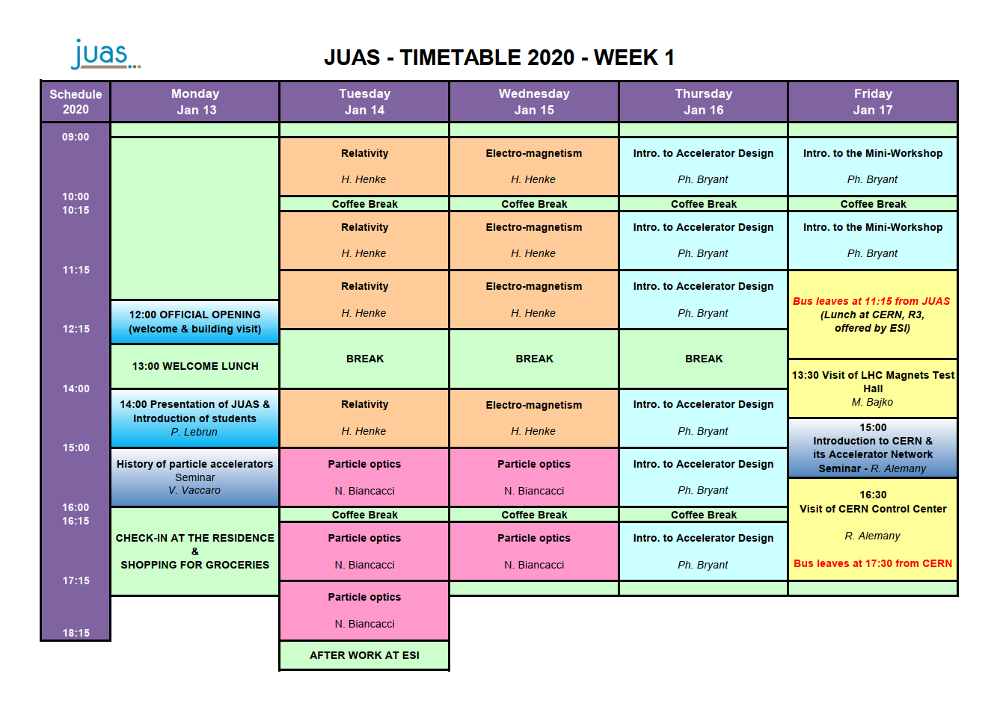 juas
JUAS - TIMETABLE 2020 - WEEK 1
Schedule
2020
Monday
Jan 13
Tuesday
Jan 14
Wednesday
Jan 15
Thursday
Jan 16
Friday
Jan 17
09:00
Relativity
H. Henke
Electro-magnetism
H. Henke
Intro. to Accelerator Design
Ph. Bryant
Intro. to the Mini-Workshop
Ph. Bryant
10:00
Coffee Break
Coffee Break
Coffee Break
Coffee Break
10:15
Relativity
H. Henke
Electro-magnetism
H. Henke
Intro. to Accelerator Design
Ph. Bryant
Intro. to the Mini-Workshop
Ph. Bryant
11:15
Relativity
H. Henke
Electro-magnetism
H. Henke
Intro. to Accelerator Design
Ph. Bryant
Bus leaves at 11:15 from JUAS
(Lunch at CERN, R3,
offered by ESI)
12:00 OFFICIAL OPENING
(welcome & building visit)
12:15
13:00 WELCOME LUNCH
BREAK
BREAK
BREAK
13:30 Visit of LHC Magnets Test
Hall
M. Bajko
14:00
14:00 Presentation of JUAS &
Introduction of students
P. Lebrun
Relativity
H. Henke
Electro-magnetism
H. Henke
Intro. to Accelerator Design
Ph. Bryant
15:00
Introduction to CERN &
its Accelerator Network
Seminar - R. Alemany
15:00
History of particle accelerators
Seminar
V. Vaccaro
Particle optics
N. Biancacci
Particle optics
N. Biancacci
Intro. to Accelerator Design
Ph. Bryant
16:00
Coffee Break
Coffee Break
Coffee Break
16:30
Visit of CERN Control Center
R. Alemany
Bus leaves at 17:30 from CERN
16:15
CHECK-IN AT THE RESIDENCE
&
SHOPPING FOR GROCERIES
Particle optics
N. Biancacci
Particle optics
N. Biancacci
Intro. to Accelerator Design
Ph. Bryant
17:15
Particle optics
N. Biancacci
18:15
AFTER WORK AT ESI